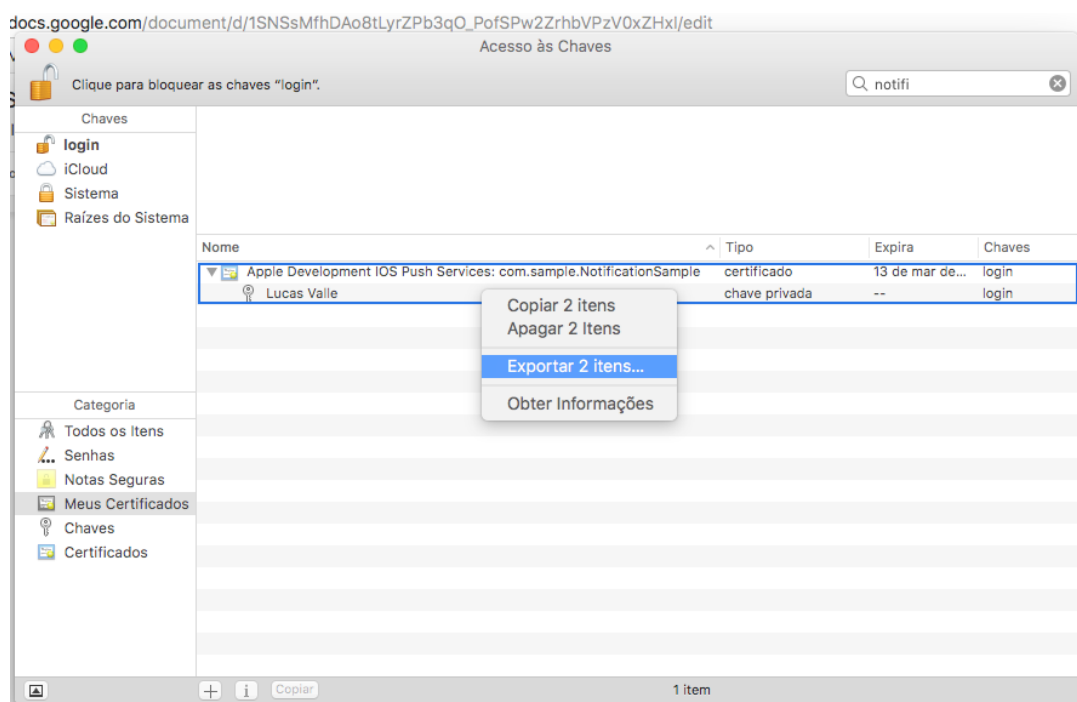 docs.google.com/document/d/1SNSsMfhDAo8tLyrZPb3qO_PofSPw2ZrhbVPzV0xZHxI/edit
Acesso às Chaves
Clique para bloquear as chaves “login”.
notifi
Chaves
login
iCloud
Sistema
Raízes do Sistema
Nome Tipo Expira Chaves
Apple Development IOS Push Services: com.sample.NotificationSample certificado 13 de mar de... login
Lucas Valle chave privada -- login
Copiar 2 itens
Apagar 2 Itens
Exportar 2 itens...
Obter Informações
Categoria
Todos os Itens
Senhas
Notas Seguras
Meus Certificados
Chaves
Certificados
Copiar
1 item